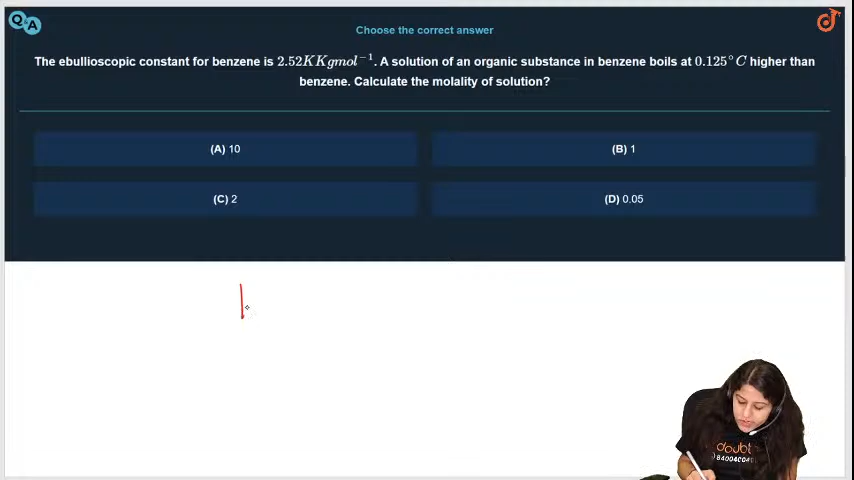 Q&A
Choose the correct answer
The ebullioscopic constant for benzene is 2.52KKgmol⁻¹. A solution of an organic substance in benzene boils at 0.125°C higher than
benzene. Calculate the molality of solution?
(A) 10
(B) 1
(C) 2
(D) 0.05
doubt